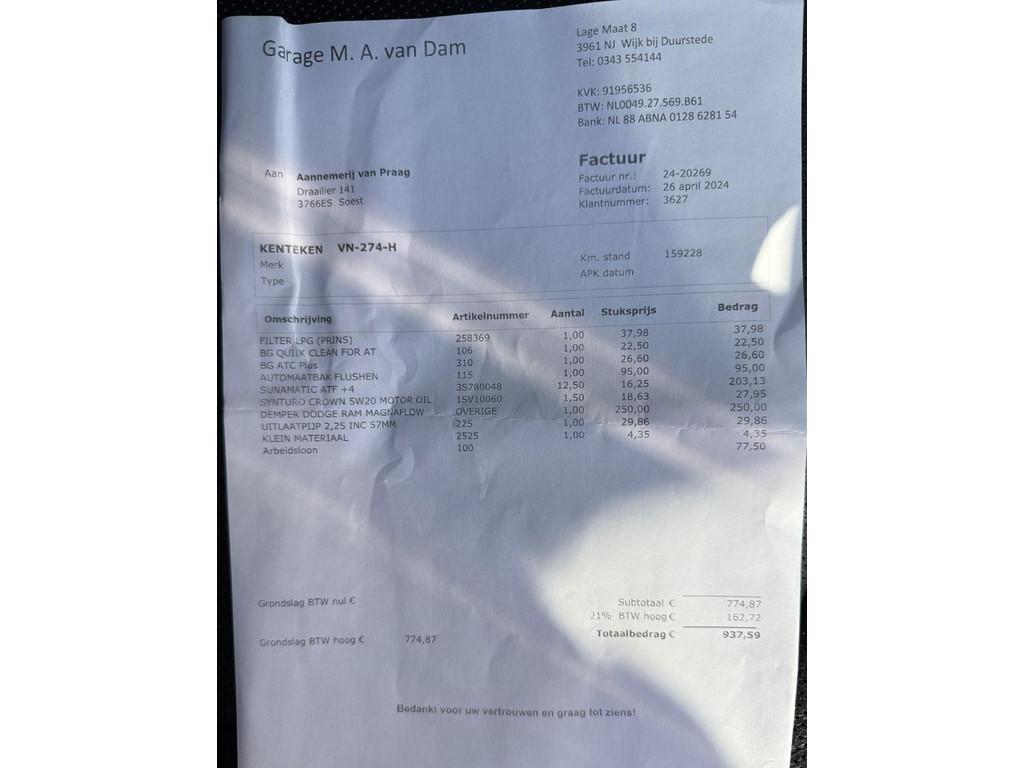 Garage M. A. van Dam
Lage Maat 8
3961 NJ Wijk bij Duurstede
Tel: 0343 554144
KVK: 91956536
BTW: NL0049.27.569.B61
Bank: NL 88 ABNA 0128 6281 54
Aan Aannemerij van Praag
Draailier 141
3766ES Soest
Factuur
Factuur nr.: 24-20269
Factuurdatum: 26 april 2024
Klantnummer: 3627
KENTEKEN VN-274-H
Merk
Type
Km. stand 159228
APK datum
Omschrijving Artikelnummer Aantal Stuksprijs Bedrag
FILTER LPG (PRINS) 258369 1,00 37,98 37,98
BG QUIIK CLEAN FOR AT 106 1,00 22,50 22,50
BG ATC Plus 310 1,00 26,60 26,60
AUTOMAATBAK FLUSHEN 115 1,00 95,00 95,00
SUNAMATIC ATF +4 3S780048 12,50 16,25 203,13
SYNTURO CROWN 5W20 MOTOR OIL 1SV10060 1,50 18,63 27,95
DEMPER DODGE RAM MAGNAFLOW OVERIGE 1,00 250,00 250,00
UITLAATPIJP 2,25 INC 57MM 225 1,00 29,86 29,86
KLEIN MATERIAAL 2525 1,00 4,35 4,35
Arbeidsloon 100 77,50
Grondslag BTW nul €
Grondslag BTW hoog € 774,87
Subtotaal € 774,87
21% BTW hoog € 162,72
Totaalbedrag € 937,59
Bedankt voor uw vertrouwen en graag tot ziens!